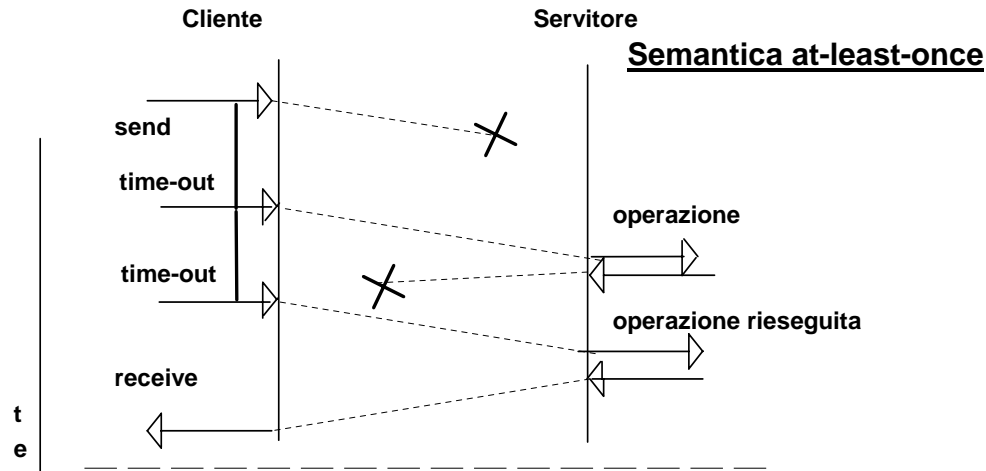 Cliente
Servitore
Semantica at-least-once
send
time-out
operazione
time-out
operazione rieseguita
receive
t
e